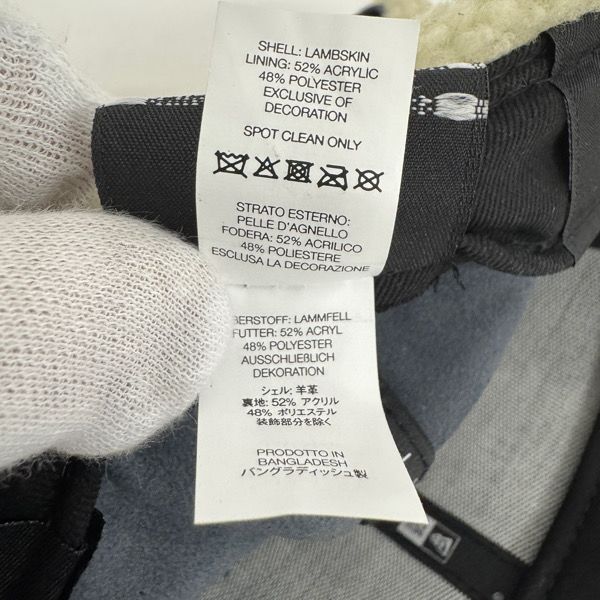 SHELL: LAMBSKIN
LINING: 52% ACRYLIC
48% POLYESTER
EXCLUSIVE OF
DECORATION
SPOT CLEAN ONLY
STRATO ESTERNO:
PELLE D'AGNELLO
FODERA: 52% ACRILICO
48% POLIESTERE
ESCLUSA LA DECORAZIONE
BERSTOFF: LAMMFELL
FUTTER: 52% ACRYL
48% POLYESTER
AUSSCHLIEßLICH
DEKORATION
シェル: 羊革
裏地: 52% アクリル
48% ポリエステル
装飾部分を除く
PRODOTTO IN
BANGLADESH
バングラディッシュ製